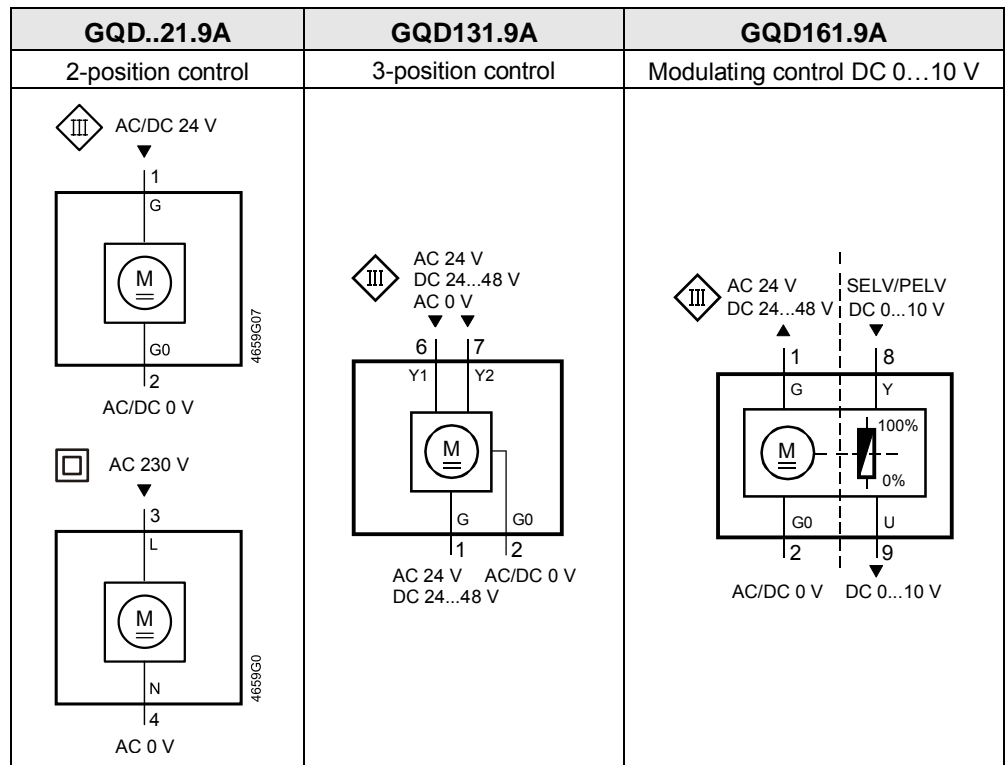 GQD..21.9A
GQD131.9A
GQD161.9A
2-position control
3-position control
Modulating control DC 0…10 V
III
AC/DC 24 V
1
G
M
G0
2
AC/DC 0 V
4659G07
AC 230 V
3
L
M
N
4
AC 0 V
4659G0
III
AC 24 V
DC 24...48 V
AC 0 V
6
7
Y1
Y2
M
G
G0
1
2
AC 24 V
AC/DC 0 V
DC 24...48 V
III
AC 24 V
DC 24...48 V
SELV/PELV
DC 0...10 V
1
8
G
Y
M
100%
0%
G0
U
2
9
AC/DC 0 V
DC 0...10 V